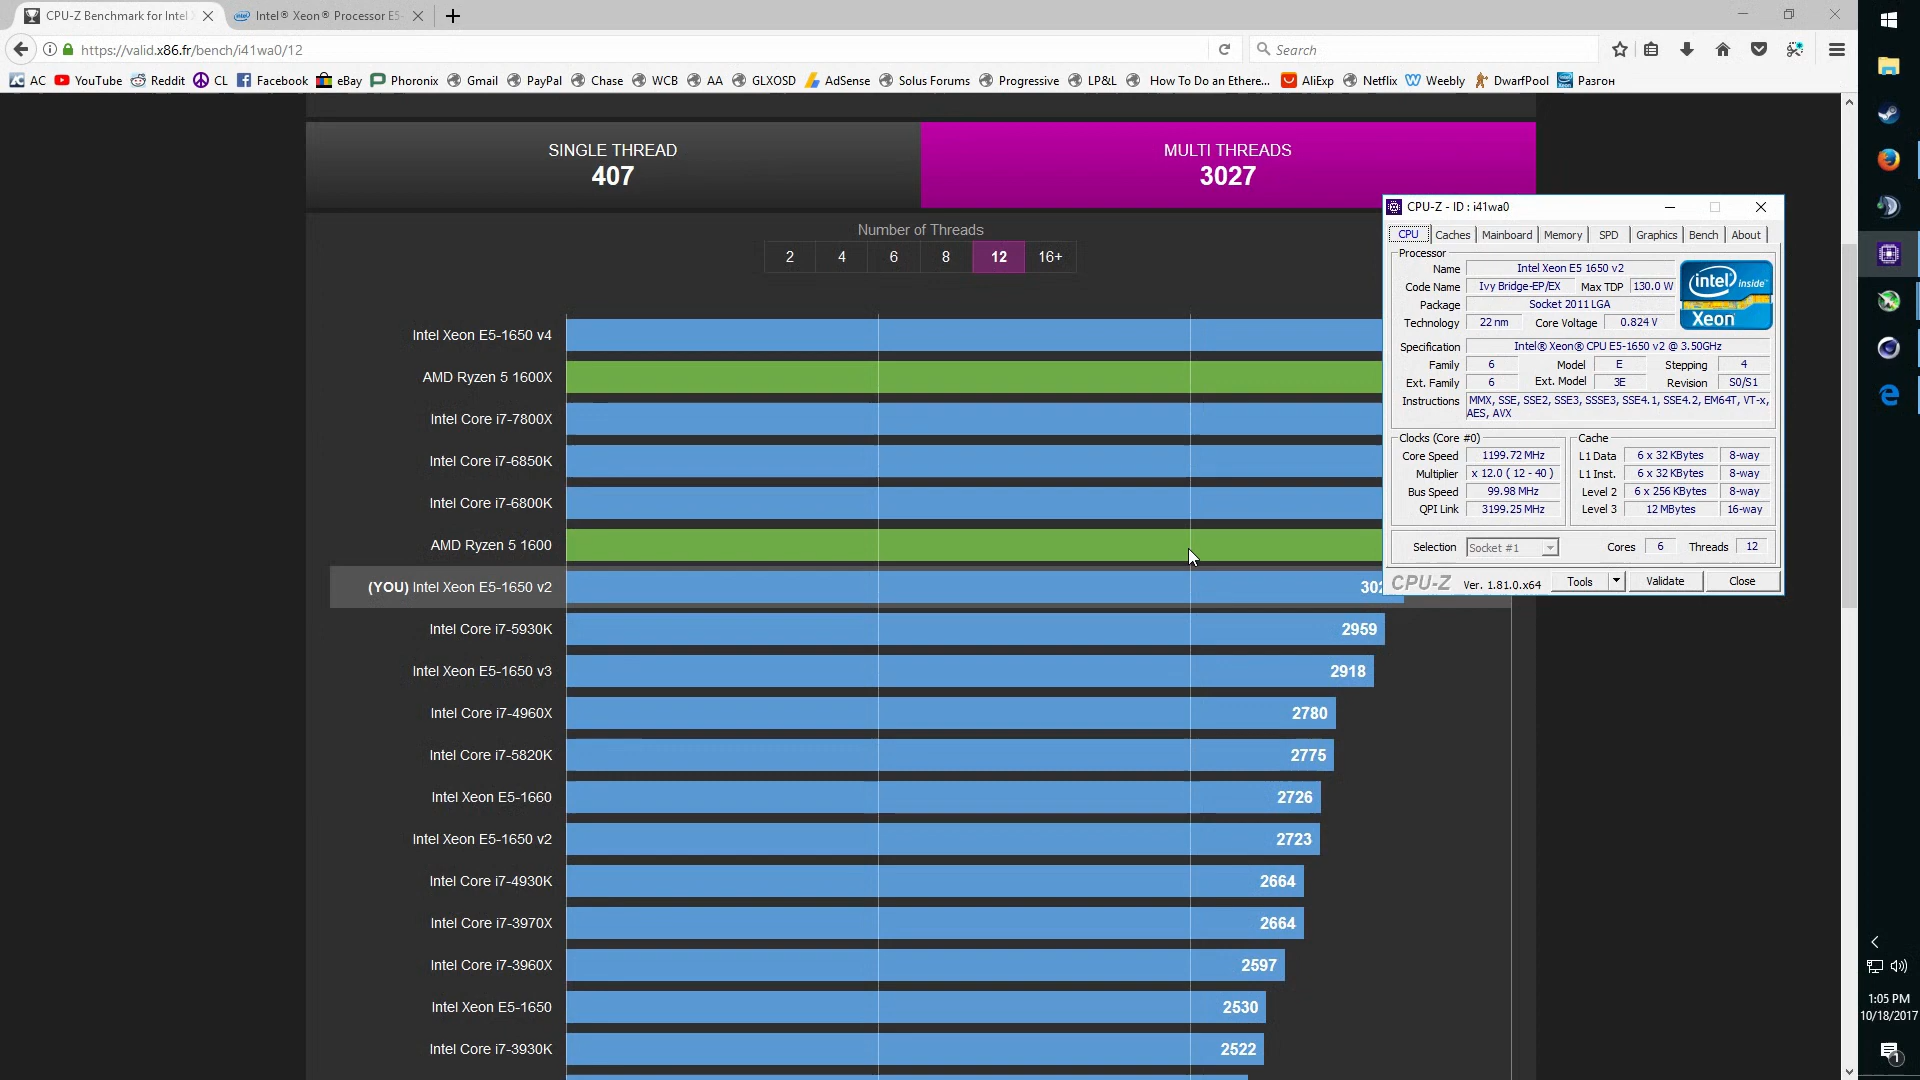 CPU-Z Benchmark for Intel
Intel® Xeon® Processor E5-
https://valid.x86.fr/bench/i41wa0/12
Search
AC YouTube Reddit CL Facebook eBay Phoronix Gmail PayPal Chase WCB AA GLXOSD AdSense Solus Forums Progressive LP&L How To Do an Ethere... AliExp Netflix Weebly DwarfPool Разгон
SINGLE THREAD
407
MULTI THREADS
3027
Number of Threads
2 4 6 8 12 16+
Intel Xeon E5-1650 v4
AMD Ryzen 5 1600X
Intel Core i7-7800X
Intel Core i7-6850K
Intel Core i7-6800K
AMD Ryzen 5 1600
(YOU) Intel Xeon E5-1650 v2 302
Intel Core i7-5930K 2959
Intel Xeon E5-1650 v3 2918
Intel Core i7-4960X 2780
Intel Core i7-5820K 2775
Intel Xeon E5-1660 2726
Intel Xeon E5-1650 v2 2723
Intel Core i7-4930K 2664
Intel Core i7-3970X 2664
Intel Core i7-3960X 2597
Intel Xeon E5-1650 2530
Intel Core i7-3930K 2522
CPU-Z - ID : i41wa0
CPU Caches Mainboard Memory SPD Graphics Bench About
Processor
Name Intel Xeon E5 1650 v2
Code Name Ivy Bridge-EP/EX Max TDP 130.0 W
Package Socket 2011 LGA
Technology 22 nm Core Voltage 0.824 V
intel inside™
Xeon
Specification Intel® Xeon® CPU E5-1650 v2 @ 3.50GHz
Family 6 Model E Stepping 4
Ext. Family 6 Ext. Model 3E Revision S0/S1
Instructions MMX, SSE, SSE2, SSE3, SSSE3, SSE4.1, SSE4.2, EM64T, VT-x,
AES, AVX
Clocks (Core #0)
Core Speed 1199.72 MHz
Multiplier x 12.0 ( 12 - 40 )
Bus Speed 99.98 MHz
QPI Link 3199.25 MHz
Cache
L1 Data 6 x 32 KBytes 8-way
L1 Inst. 6 x 32 KBytes 8-way
Level 2 6 x 256 KBytes 8-way
Level 3 12 MBytes 16-way
Selection Socket #1 Cores 6 Threads 12
CPU-Z Ver. 1.81.0.x64 Tools Validate Close
1:05 PM
10/18/2017
1